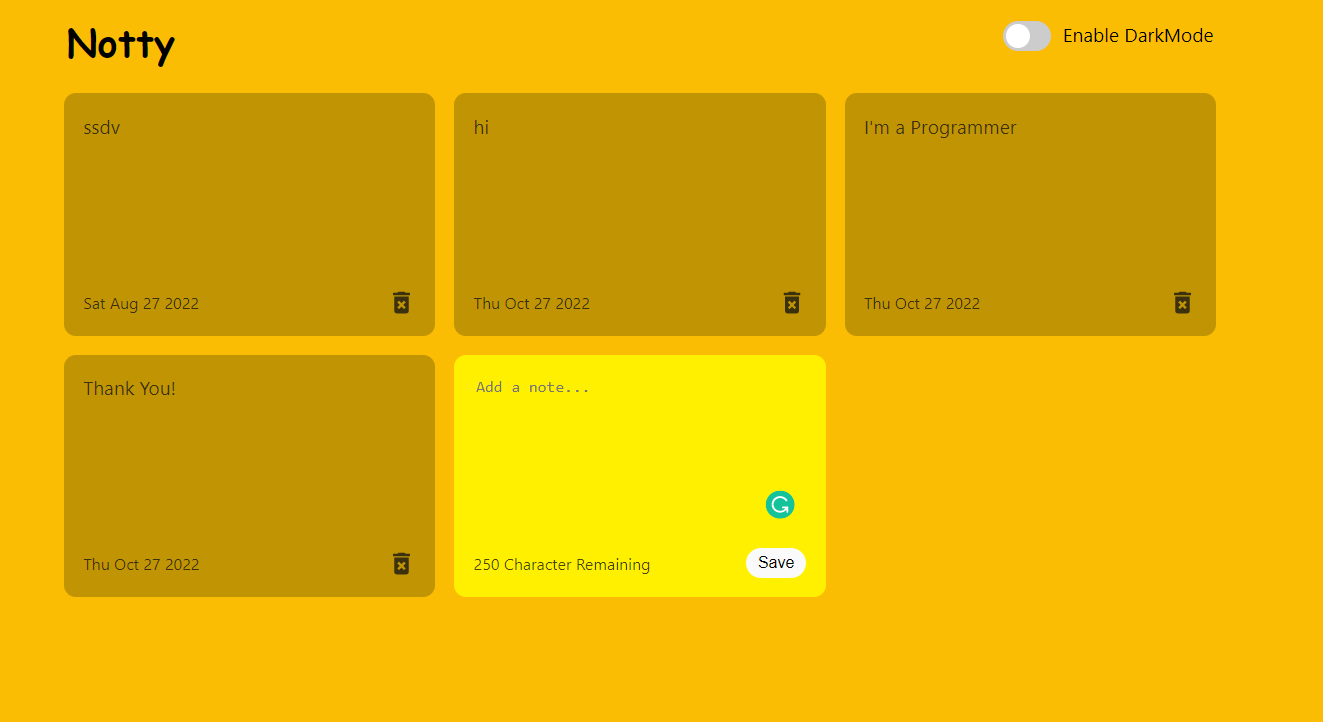 Notty
Enable DarkMode
ssdv
hi
I'm a Programmer
Sat Aug 27 2022
Thu Oct 27 2022
Thu Oct 27 2022
Thank You!
Add a note...
Thu Oct 27 2022
250 Character Remaining
Save